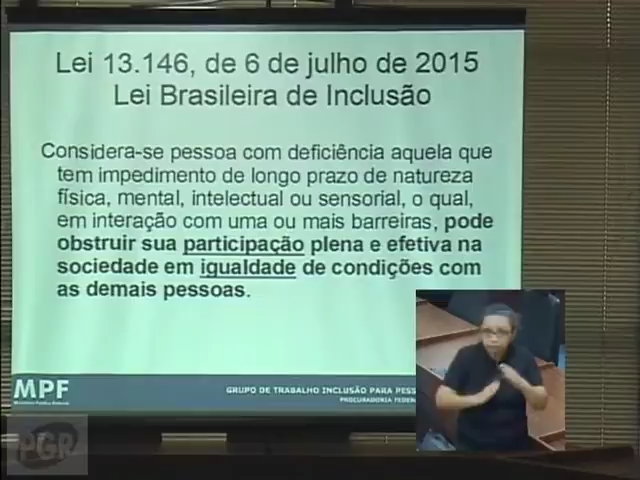 Lei 13.146, de 6 de julho de 2015
Lei Brasileira de Inclusão
Considera-se pessoa com deficiência aquela que
tem impedimento de longo prazo de natureza
física, mental, intelectual ou sensorial, o qual,
em interação com uma ou mais barreiras, pode
obstruir sua participação plena e efetiva na
sociedade em igualdade de condições com
as demais pessoas.
MPF
GRUPO DE TRABALHO INCLUSÃO PARA PESS
PROCURADORIA FEDERA
PGR